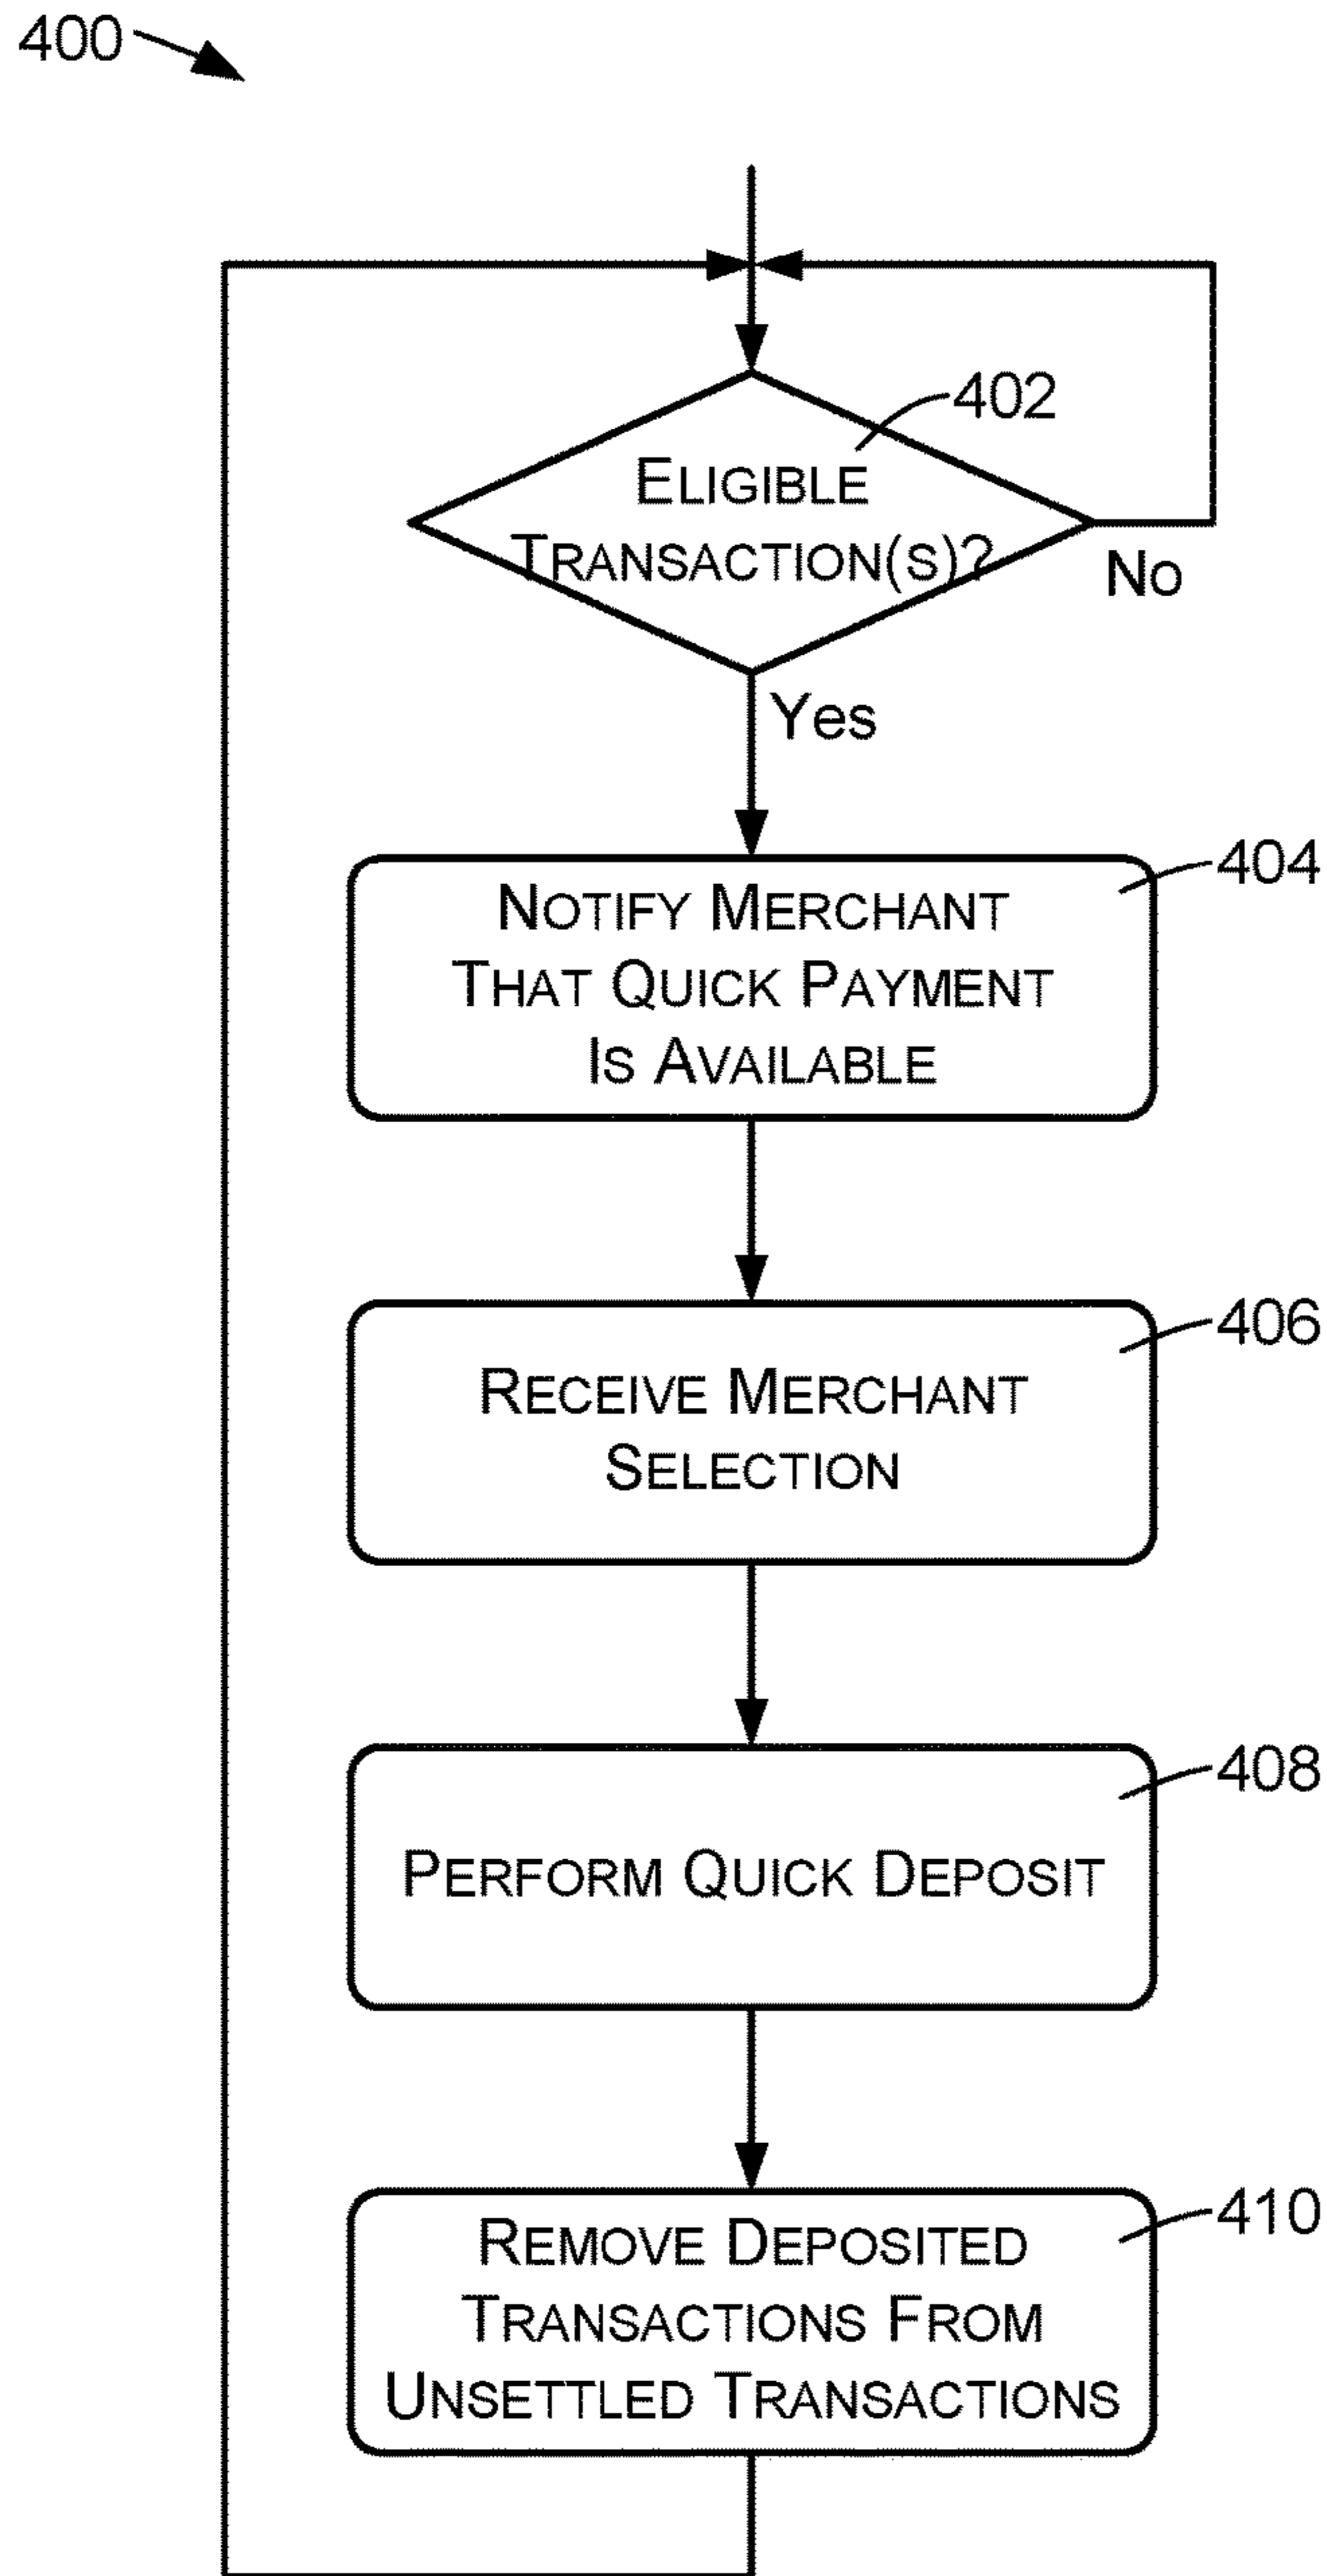 400
402
ELIGIBLE
TRANSACTION(S)?
No
Yes
404
NOTIFY MERCHANT
THAT QUICK PAYMENT
IS AVAILABLE
406
RECEIVE MERCHANT
SELECTION
408
PERFORM QUICK DEPOSIT
410
REMOVE DEPOSITED
TRANSACTIONS FROM
UNSETTLED TRANSACTIONS